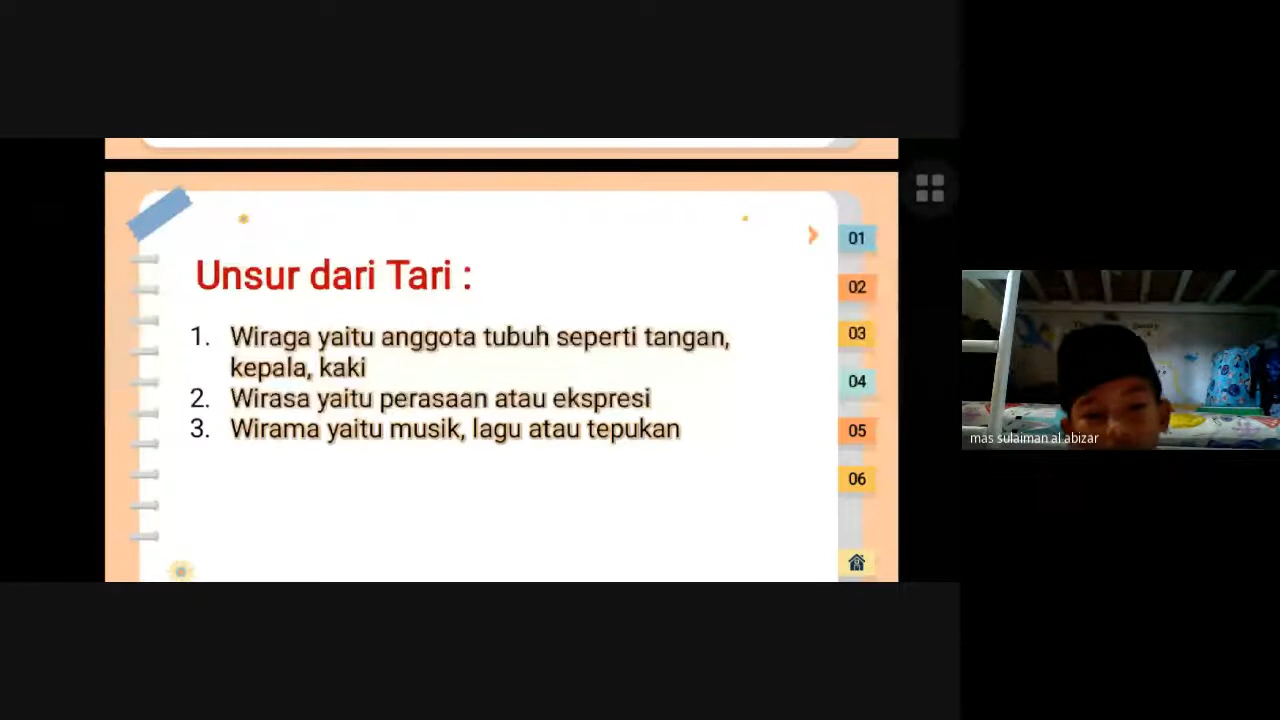 Unsur dari Tari :
1. Wiraga yaitu anggota tubuh seperti tangan,
kepala, kaki
2. Wirasa yaitu perasaan atau ekspresi
3. Wirama yaitu musik, lagu atau tepukan
01
02
03
04
05
06
mas sulaiman al abizar